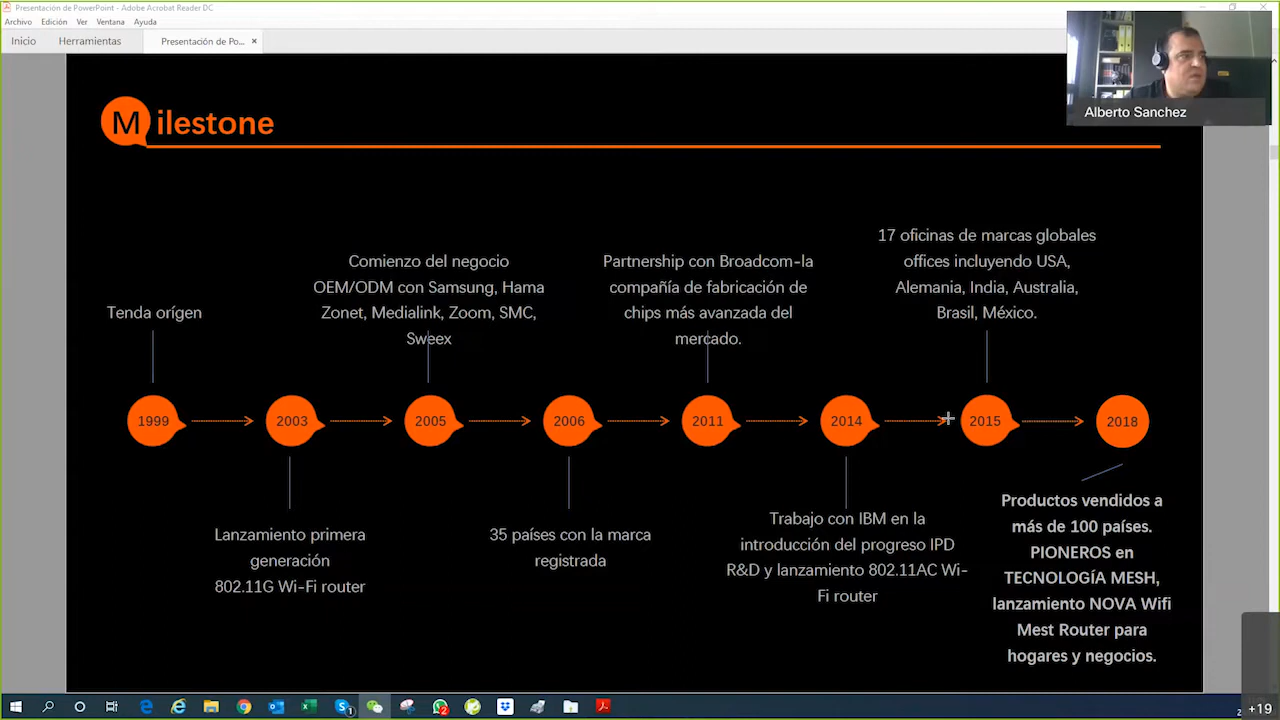 Presentación de PowerPoint - Adobe Acrobat Reader DC
Archivo Edición Ver Ventana Ayuda
Inicio Herramientas Presentación de Po... ×
Alberto Sanchez
Milestone
Tenda orígen
Comienzo del negocio
OEM/ODM con Samsung, Hama
Zonet, Medialink, Zoom, SMC,
Sweex
Partnership con Broadcom-la
compañía de fabricación de
chips más avanzada del
mercado.
17 oficinas de marcas globales
offices incluyendo USA,
Alemania, India, Australia,
Brasil, México.
1999 2003 2005 2006 2011 2014 2015 2018
Lanzamiento primera
generación
802.11G Wi-Fi router
35 países con la marca
registrada
Trabajo con IBM en la
introducción del progreso IPD
R&D y lanzamiento 802.11AC Wi-
Fi router
Productos vendidos a
más de 100 países.
PIONEROS en
TECNOLOGÍA MESH,
lanzamiento NOVA Wifi
Mest Router para
hogares y negocios.
+19